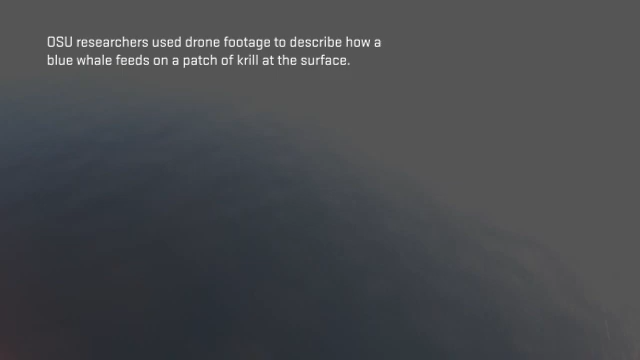 OSU researchers used drone footage to describe how a
blue whale feeds on a patch of krill at the surface.